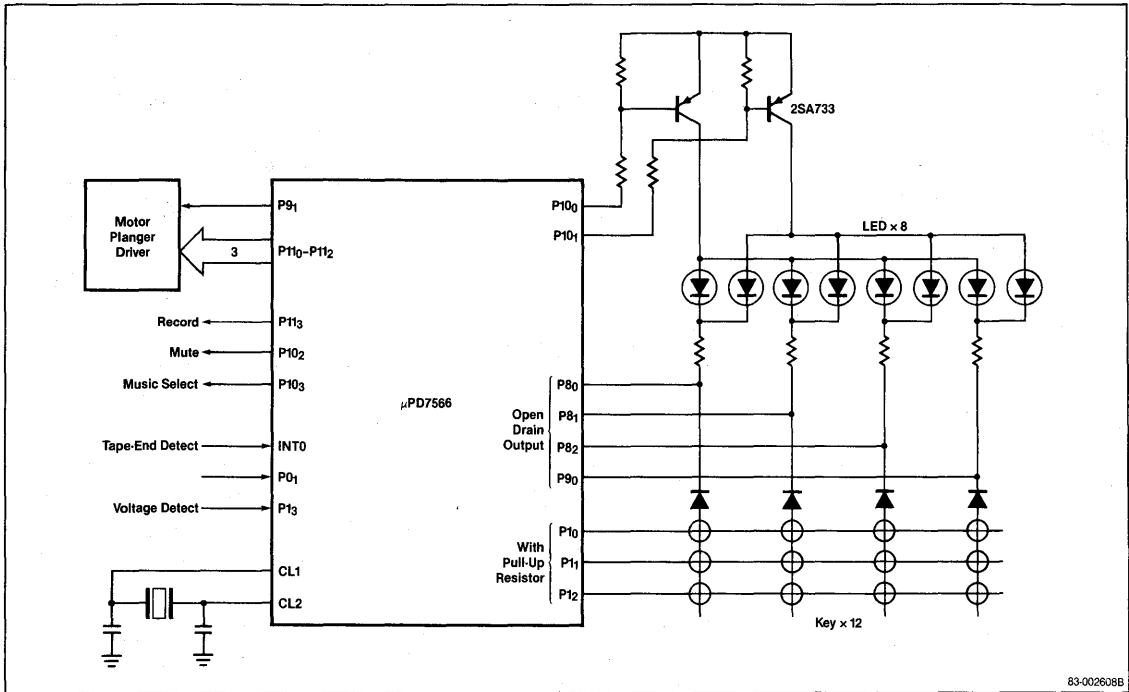 2SA733
Motor
Planger
Driver
P9₁
3
P11₀–P11₂
Record
P11₃
Mute
P10₂
Music Select
P10₃
Tape-End Detect
INT0
P0₁
Voltage Detect
P1₃
CL1
CL2
μPD7566
P10₀
P10₁
LED × 8
Open
Drain
Output
P8₀
P8₁
P8₂
P9₀
With
Pull-Up
Resistor
P1₀
P1₁
P1₂
Key × 12
83-002608B